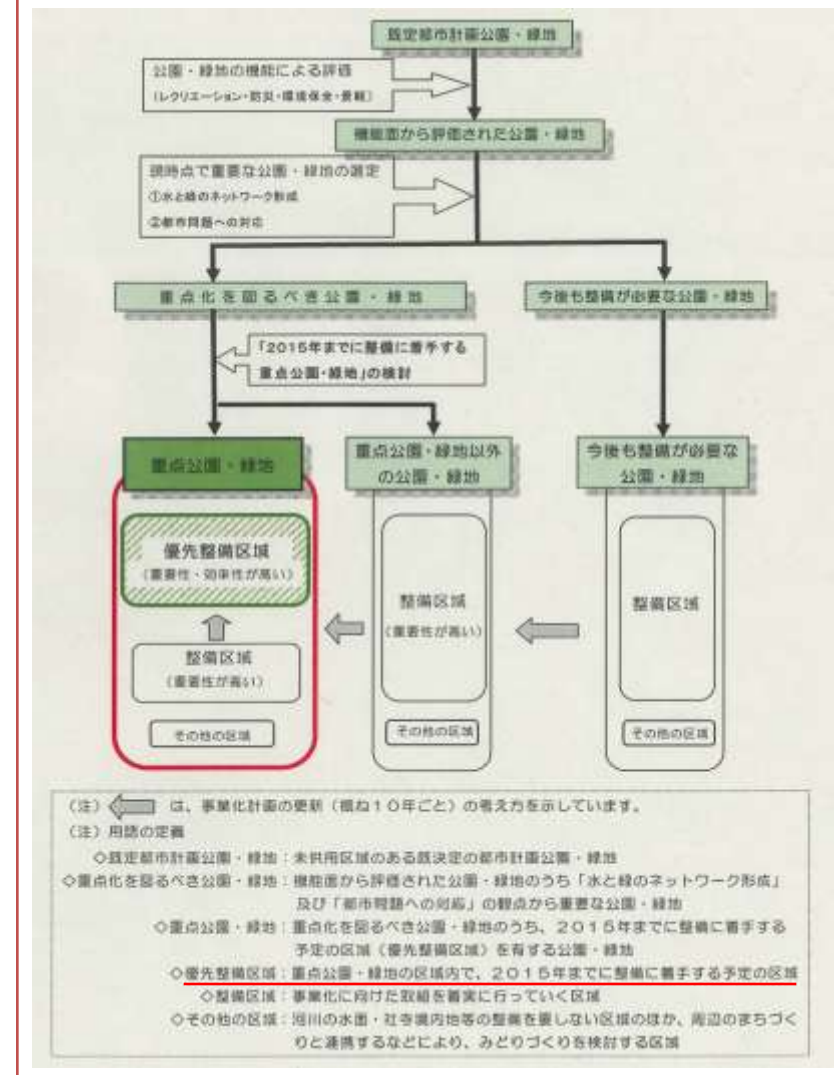 既定都市計画公園・緑地
公園・緑地の機能による評価
（レクリエーション・防災・環境保全・景観）
機能面から評価された公園・緑地
現時点で重要な公園・緑地の選定
①水と緑のネットワーク形成
②都市問題への対応
重点化を図るべき公園・緑地
今後も整備が必要な公園・緑地
「2015年までに整備に着手する
重点公園・緑地」の検討
重点公園・緑地
重点公園・緑地以外
の公園・緑地
今後も整備が必要な
公園・緑地
優先整備区域
（重要性・効率性が高い）
整備区域
（重要性が高い）
その他の区域
整備区域
（重要性が高い）
その他の区域
整備区域
その他の区域
（注） は、事業化計画の更新（概ね１０年ごと）の考え方を示しています。
（注）用語の定義
◇既定都市計画公園・緑地：未供用区域のある既決定の都市計画公園・緑地
◇重点化を図るべき公園・緑地：機能面から評価された公園・緑地のうち「水と緑のネットワーク形成」
及び「都市問題への対応」の観点から重要な公園・緑地
◇重点公園・緑地：重点化を図るべき公園・緑地のうち、２０１５年までに整備に着手する
予定の区域（優先整備区域）を有する公園・緑地
◇優先整備区域：重点公園・緑地の区域内で、２０１５年までに整備に着手する予定の区域
◇整備区域：事業化に向けた取組を着実に行っていく区域
◇その他の区域：河川の水面・社寺境内地等の整備を要しない区域のほか、周辺のまちづく
りと連携するなどにより、みどりづくりを検討する区域